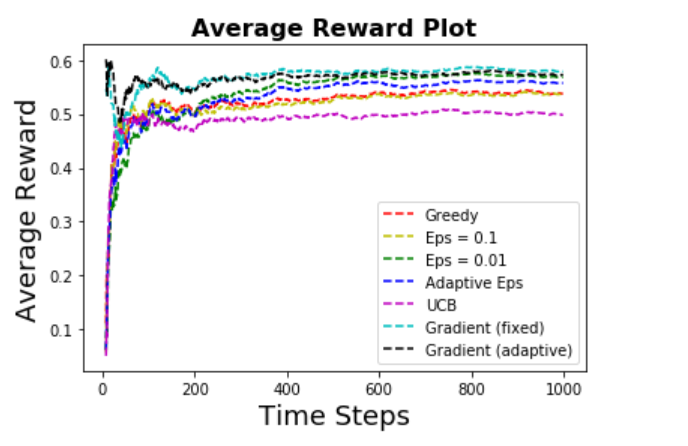 Average Reward Plot
Average Reward
0.6
0.5
0.4
0.3
0.2
0.1
Greedy
Eps = 0.1
Eps = 0.01
Adaptive Eps
UCB
Gradient (fixed)
Gradient (adaptive)
0 200 400 600 800 1000
Time Steps